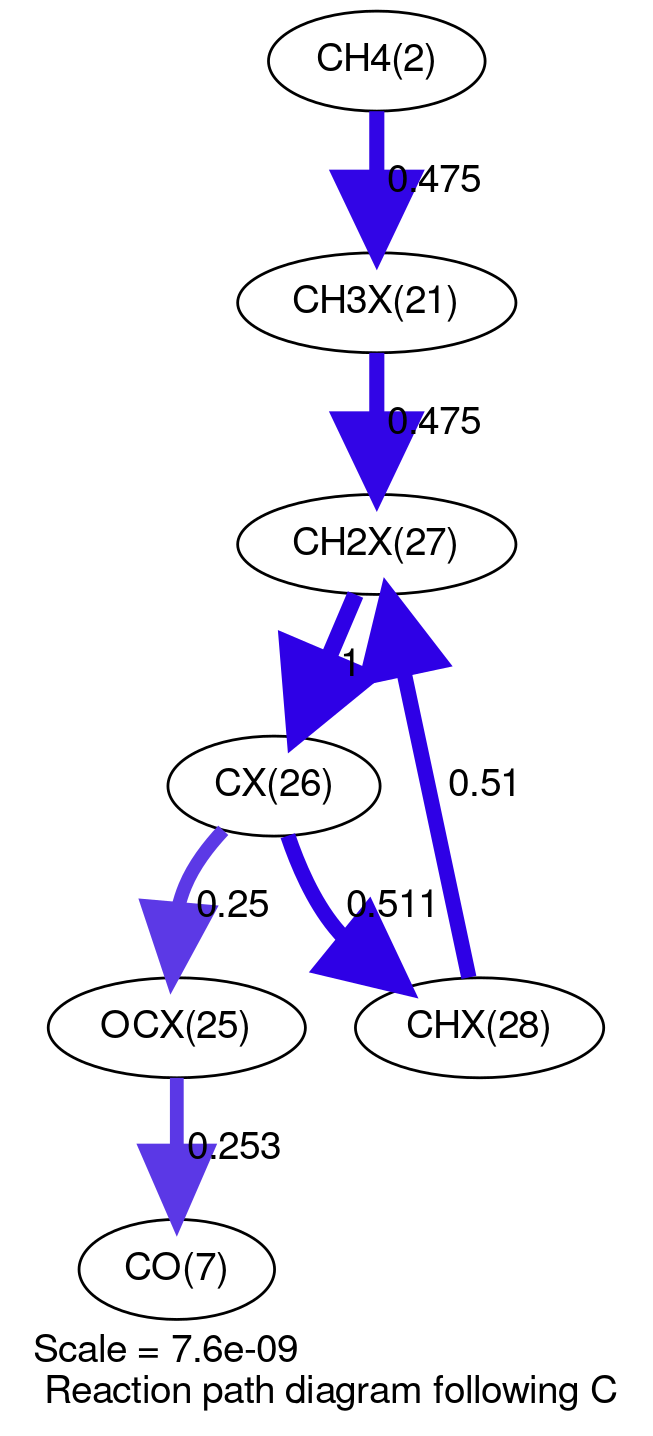 CH4(2)
0.475
CH3X(21)
0.475
CH2X(27)
1
CX(26)
0.51
0.25
0.511
OCX(25)
CHX(28)
0.253
CO(7)
Scale = 7.6e-09
Reaction path diagram following C